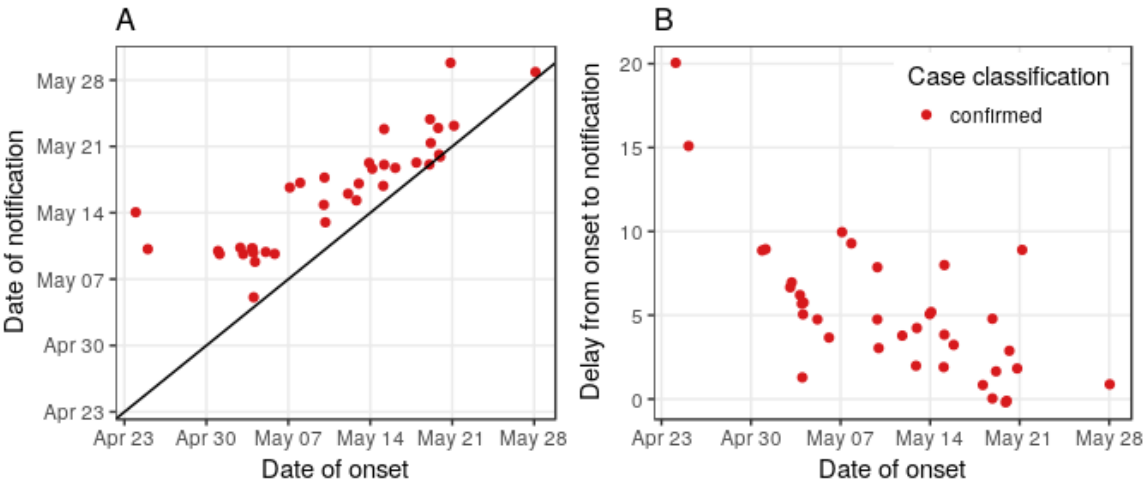 A
Date of notification
May 28
May 21
May 14
May 07
Apr 30
Apr 23
Apr 23 Apr 30 May 07 May 14 May 21 May 28
Date of onset
B
Delay from onset to notification
20
15
10
5
0
Case classification
confirmed
Apr 23 Apr 30 May 07 May 14 May 21 May 28
Date of onset